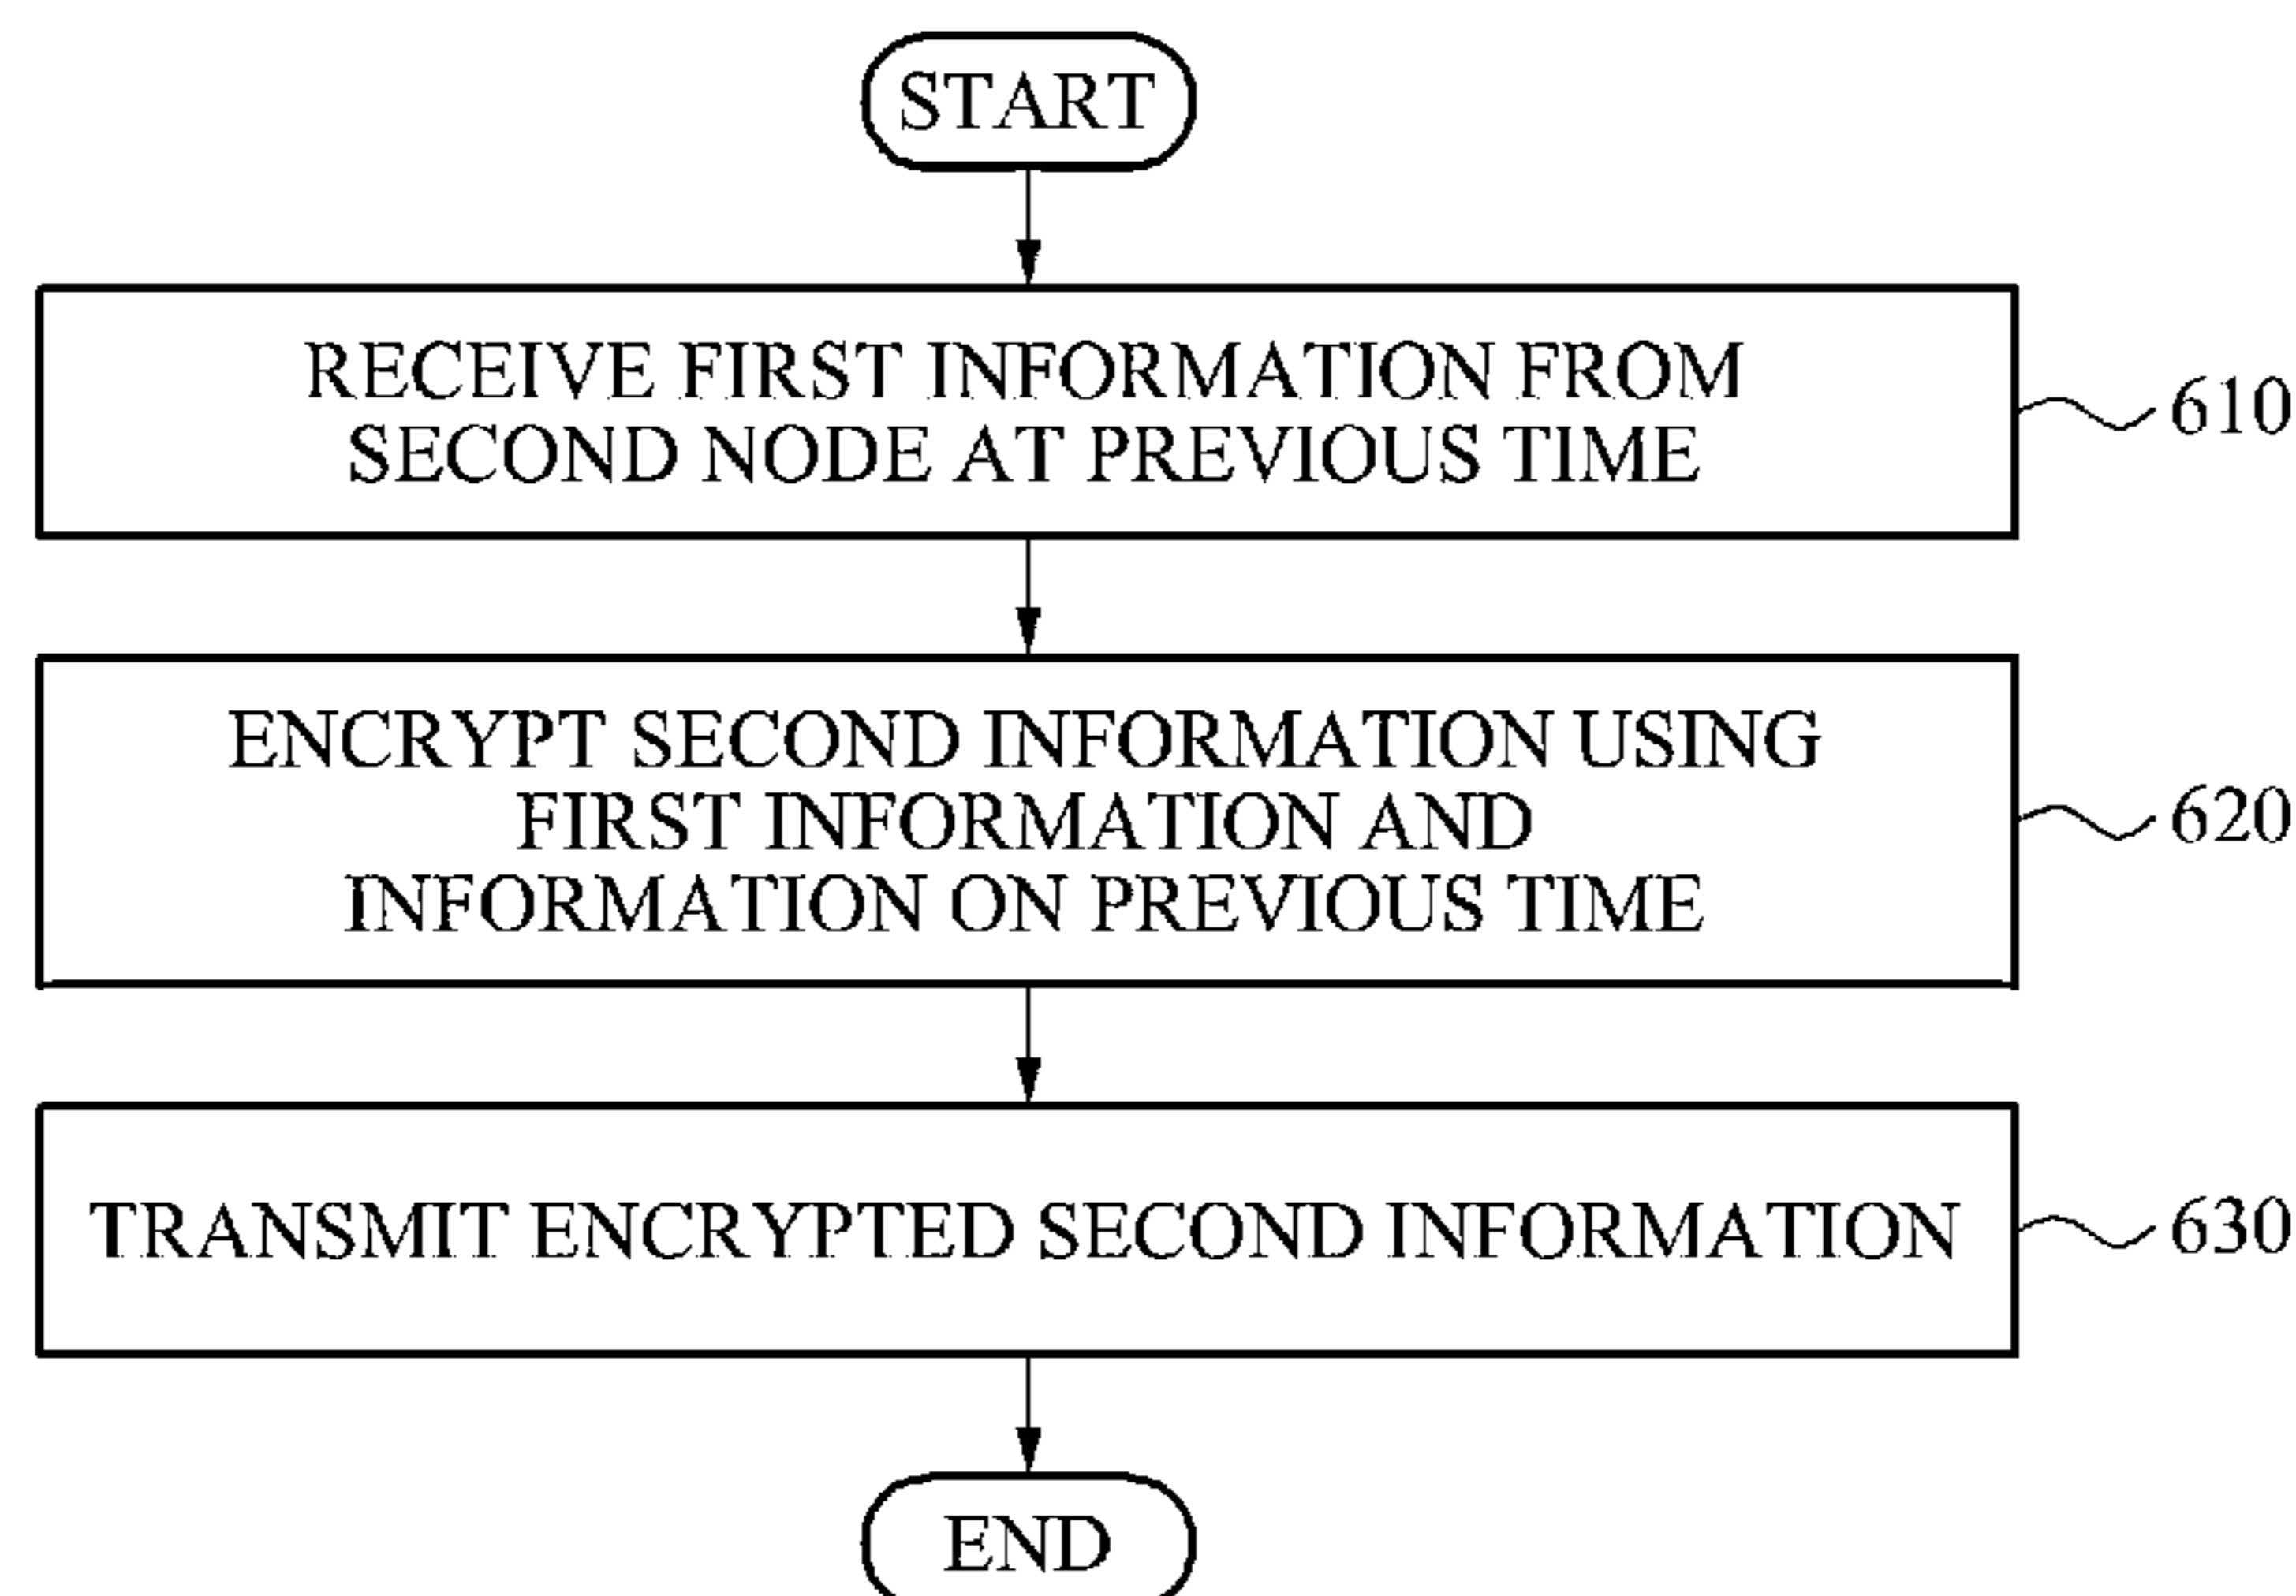 START
RECEIVE FIRST INFORMATION FROM
SECOND NODE AT PREVIOUS TIME
610
ENCRYPT SECOND INFORMATION USING
FIRST INFORMATION AND
INFORMATION ON PREVIOUS TIME
620
TRANSMIT ENCRYPTED SECOND INFORMATION
630
END